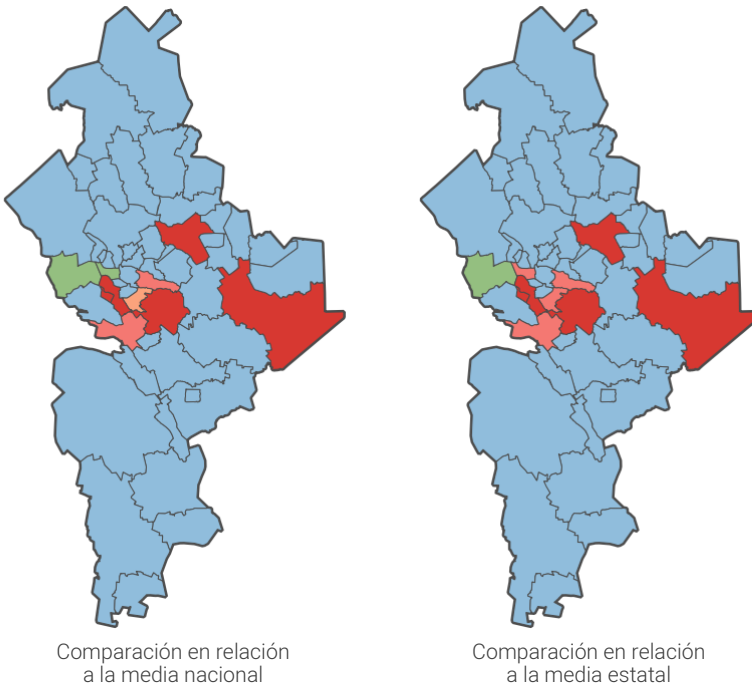 Comparación en relación
a la media nacional
Comparación en relación
a la media estatal